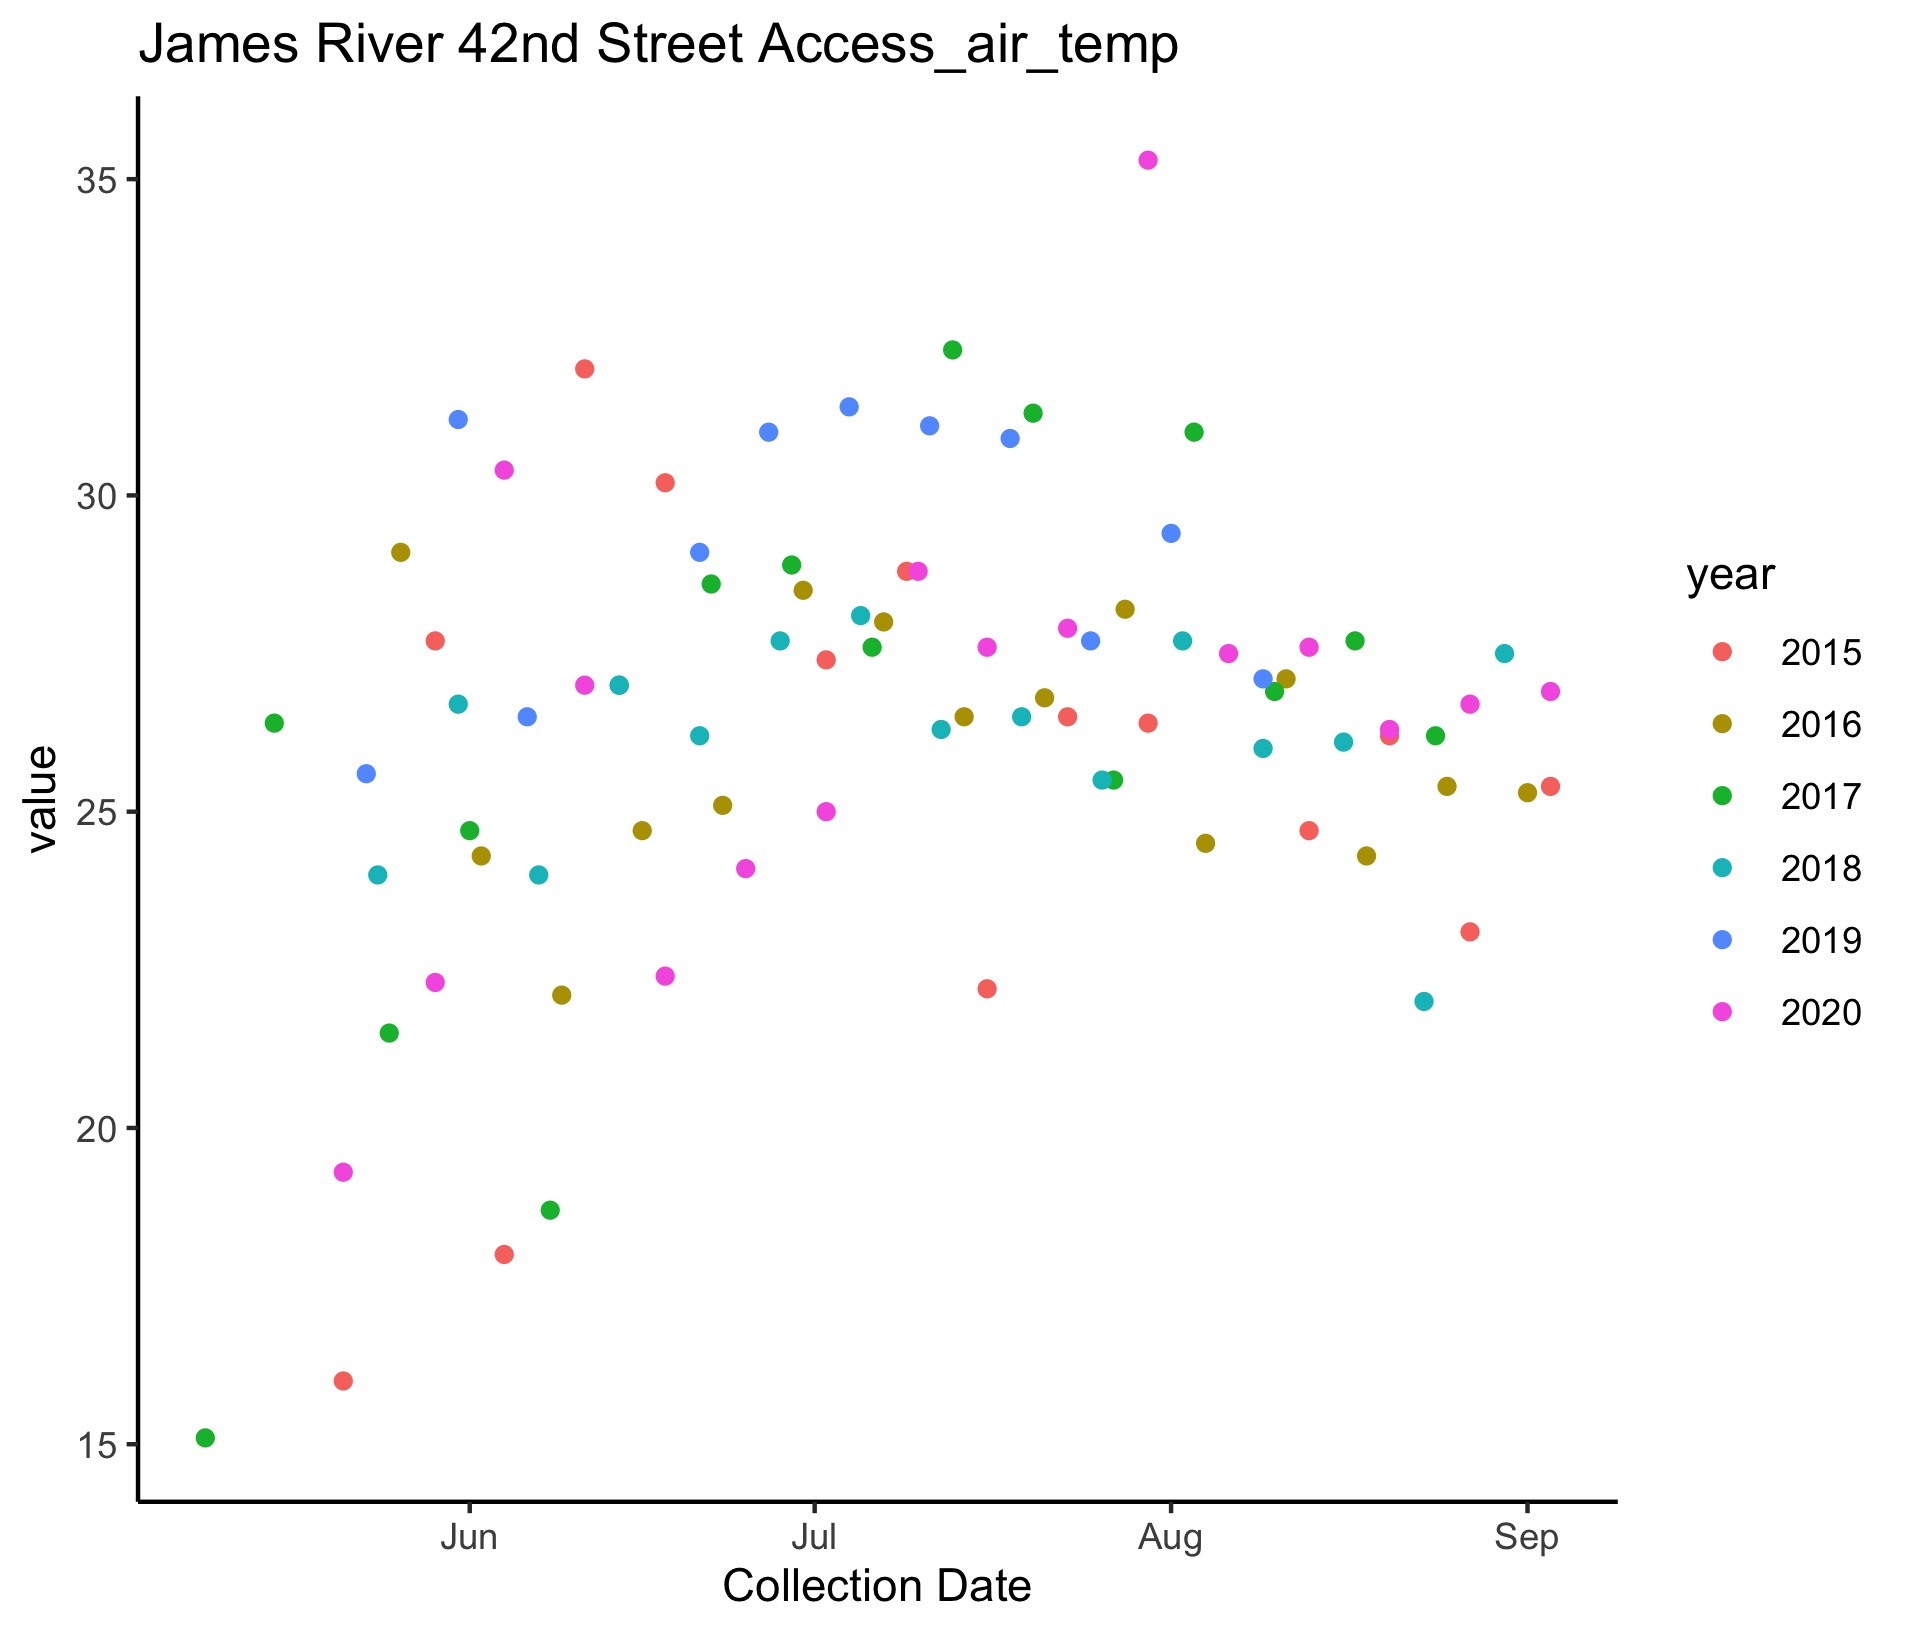 James River 42nd Street Access_air_temp
35
30
25
20
15
value
Jun Jul Aug Sep
Collection Date
year
2015
2016
2017
2018
2019
2020